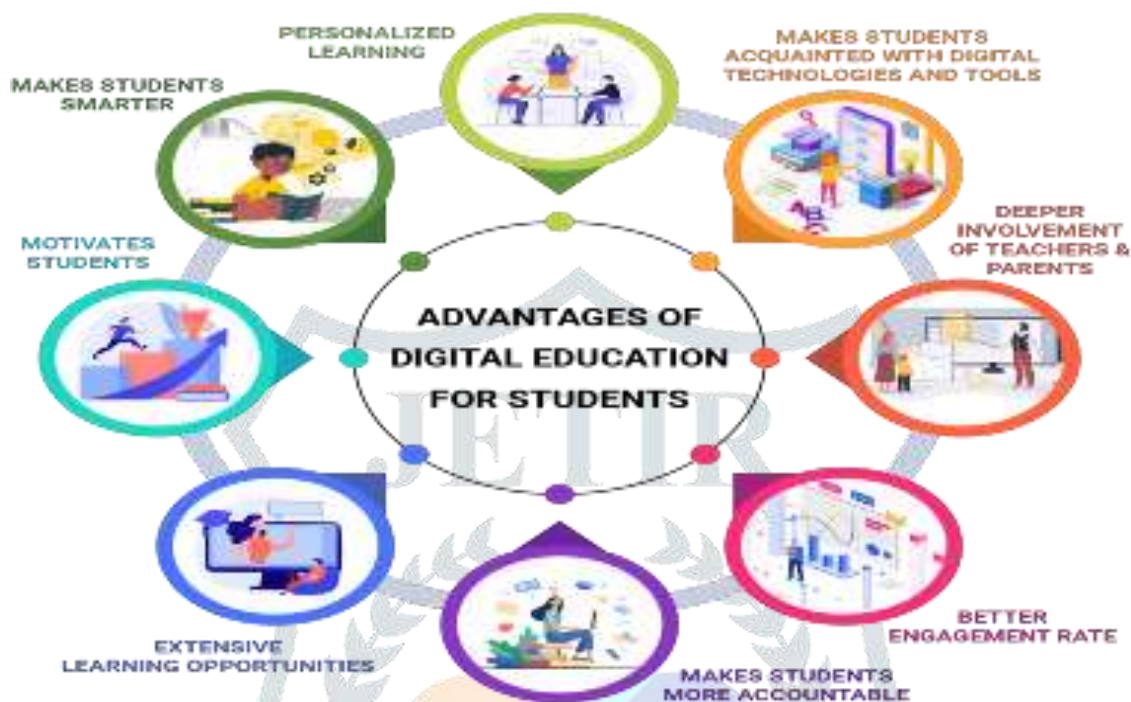 PERSONALIZED
LEARNING
MAKES STUDENTS
ACQUAINTED WITH DIGITAL
TECHNOLOGIES AND TOOLS
DEEPER
INVOLVEMENT
OF TEACHERS &
PARENTS
BETTER
ENGAGEMENT RATE
MAKES STUDENTS
MORE ACCOUNTABLE
EXTENSIVE
LEARNING OPPORTUNITIES
MOTIVATES
STUDENTS
MAKES STUDENTS
SMARTER
ADVANTAGES OF
DIGITAL EDUCATION
FOR STUDENTS
JETIR